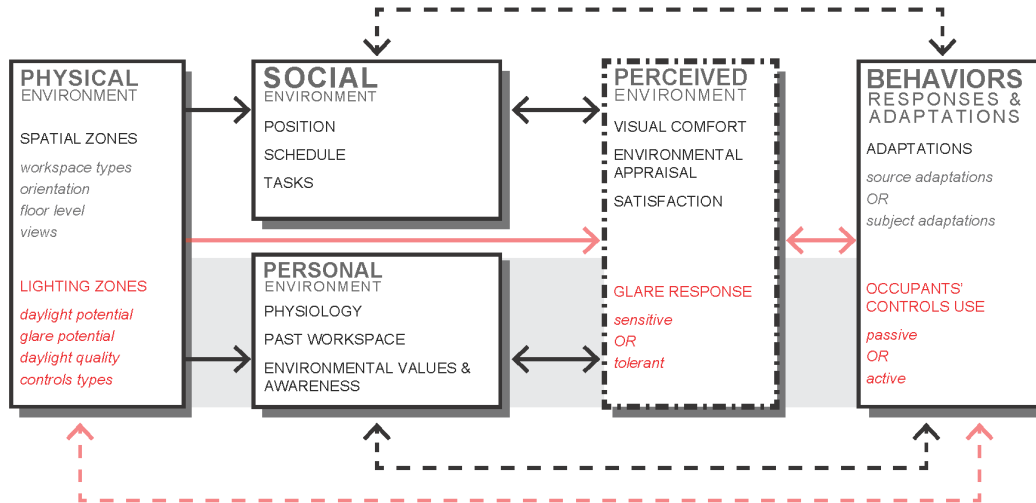 PHYSICAL
ENVIRONMENT
SPATIAL ZONES
workspace types
orientation
floor level
views
LIGHTING ZONES
daylight potential
glare potential
daylight quality
controls types
SOCIAL
ENVIRONMENT
POSITION
SCHEDULE
TASKS
PERSONAL
ENVIRONMENT
PHYSIOLOGY
PAST WORKSPACE
ENVIRONMENTAL VALUES &
AWARENESS
PERCEIVED
ENVIRONMENT
VISUAL COMFORT
ENVIRONMENTAL
APPRAISAL
SATISFACTION
GLARE RESPONSE
sensitive
OR
tolerant
BEHAVIORS
RESPONSES &
ADAPTATIONS
ADAPTATIONS
source adaptations
OR
subject adaptations
OCCUPANTS'
CONTROLS USE
passive
OR
active